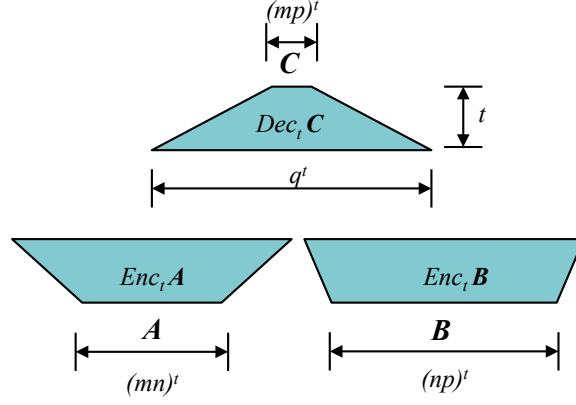 (mp)^t
C
Dec_t C
t
q^t
Enc_t A
Enc_t B
A
B
(mn)^t
(np)^t